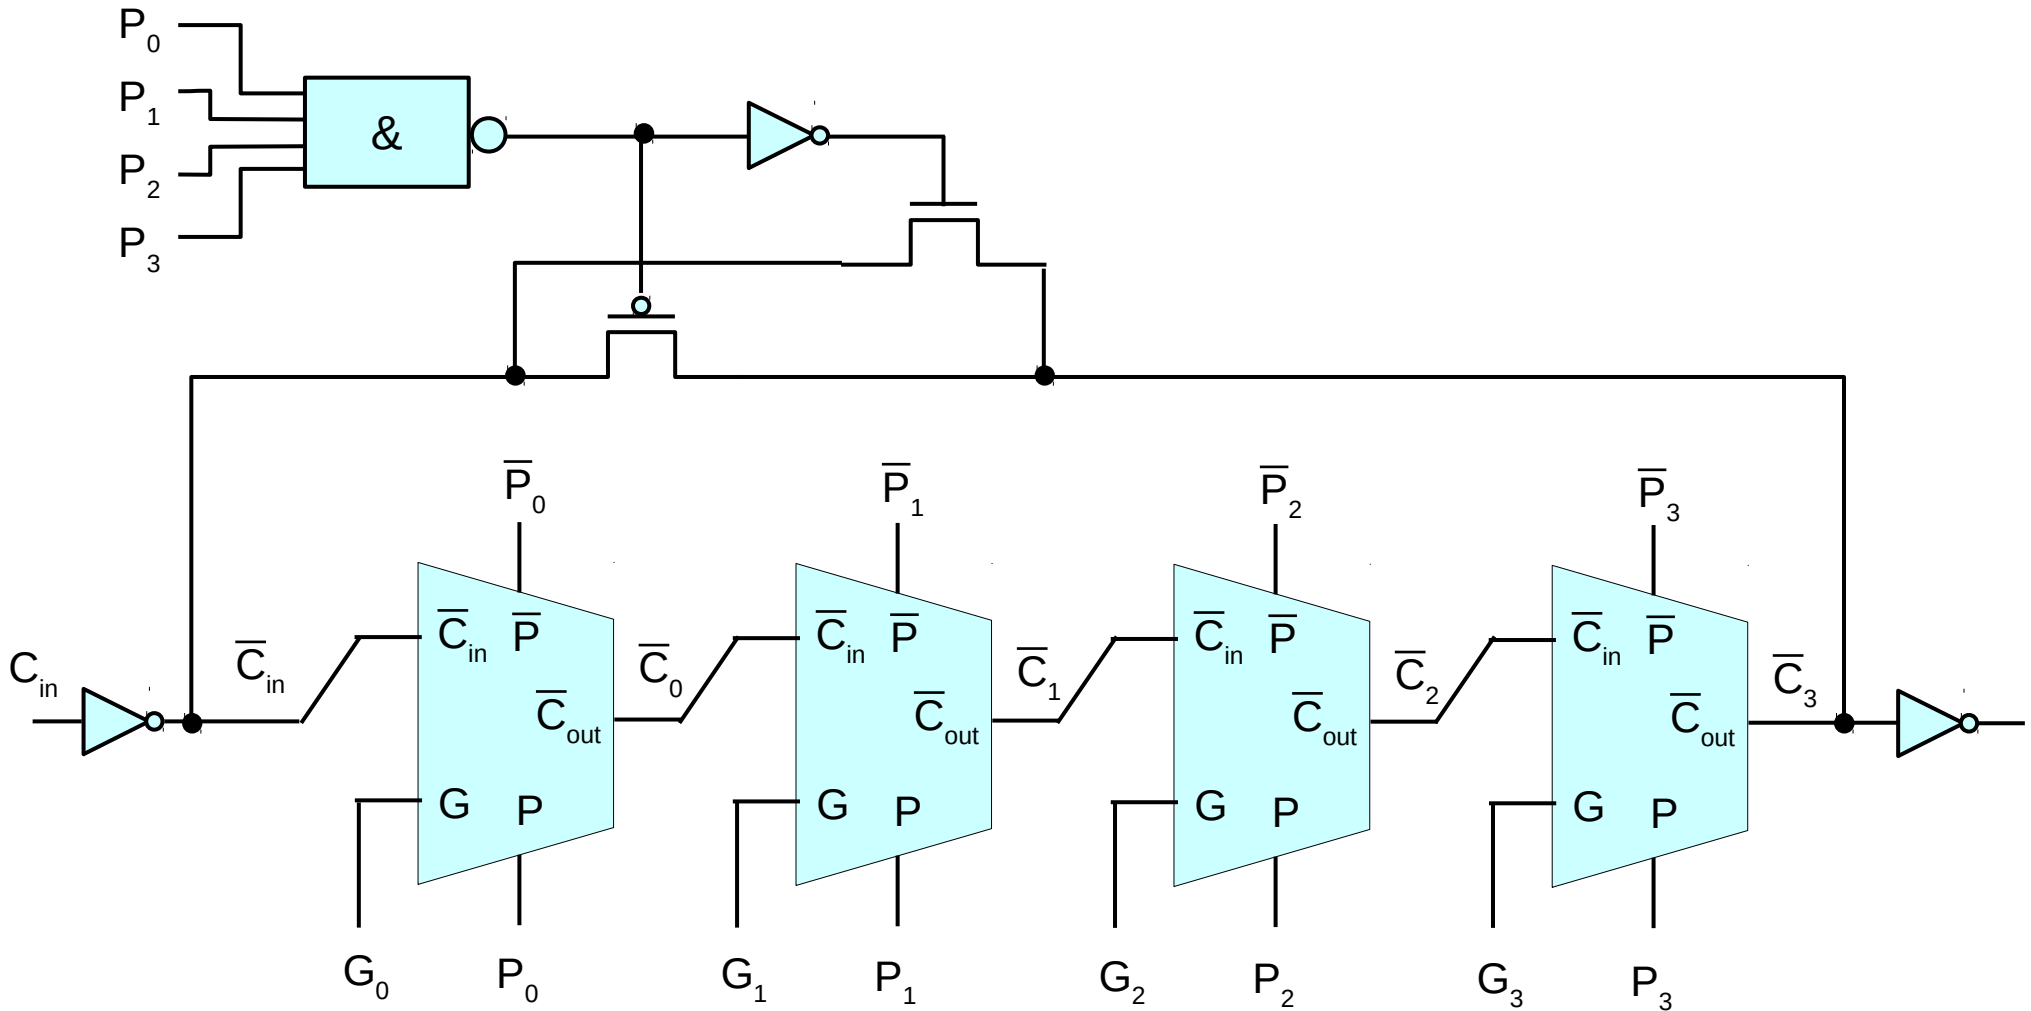 P0
P1
&
P2
P3
P̅0 P̅1 P̅2 P̅3
C̅in P̅ C̅in P̅ C̅in P̅ C̅in P̅
Cin C̅in C̅0 C̅1 C̅2 C̅3
C̅out C̅out C̅out C̅out
G P G P G P G P
G0 P0 G1 P1 G2 P2 G3 P3